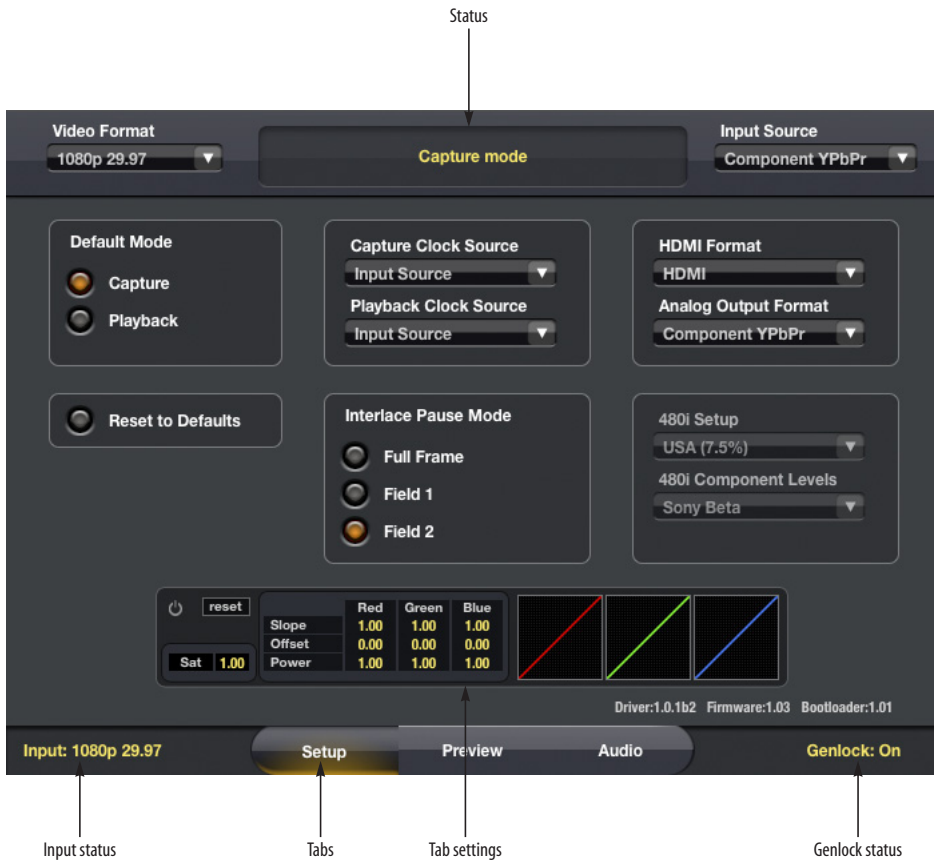 Status
Video Format
1080p 29.97
Capture mode
Input Source
Component YPbPr
Default Mode
Capture
Playback
Capture Clock Source
Input Source
Playback Clock Source
Input Source
HDMI Format
HDMI
Analog Output Format
Component YPbPr
Reset to Defaults
Interlace Pause Mode
Full Frame
Field 1
Field 2
480i Setup
USA (7.5%)
480i Component Levels
Sony Beta
reset
Sat 1.00
Red Green Blue
Slope 1.00 1.00 1.00
Offset 0.00 0.00 0.00
Power 1.00 1.00 1.00
Driver:1.0.1b2 Firmware:1.03 Bootloader:1.01
Input: 1080p 29.97
Setup
Preview
Audio
Genlock: On
Input status
Tabs
Tab settings
Genlock status